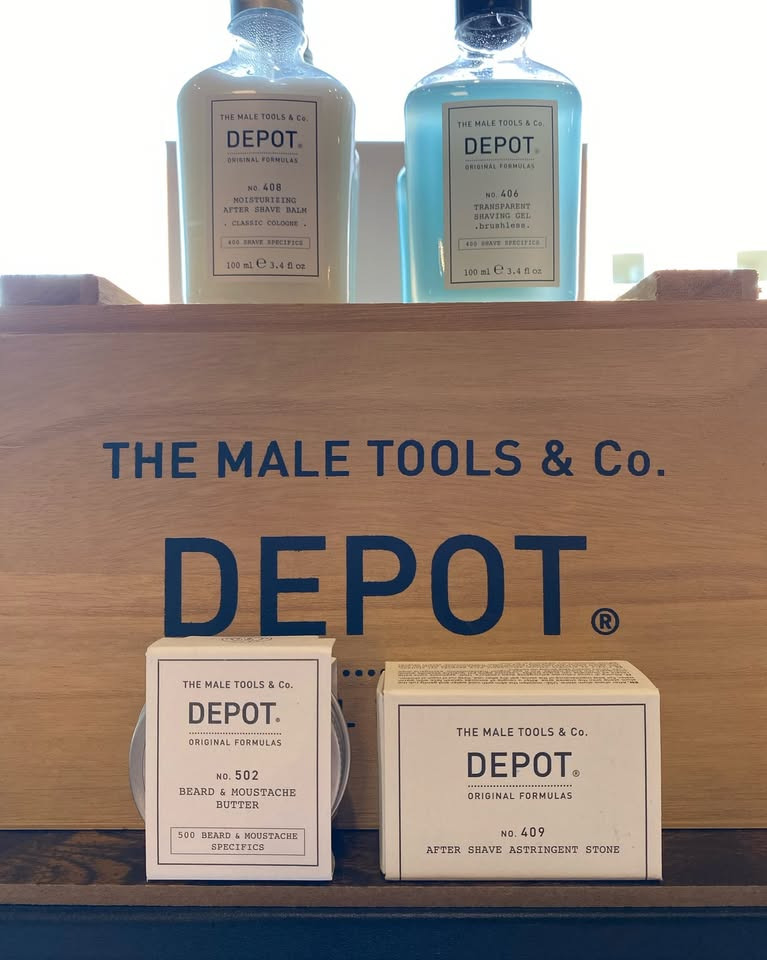 THE MALE TOOLS & Co.
DEPOT®
ORIGINAL FORMULAS
NO. 408
MOISTURIZING
AFTER SHAVE BALM
. CLASSIC COLOGNE .
400 SHAVE SPECIFICS
100 ml ℮ 3.4 fl oz
THE MALE TOOLS & Co.
DEPOT®
ORIGINAL FORMULAS
NO. 406
TRANSPARENT
SHAVING GEL
.brushless.
400 SHAVE SPECIFICS
100 ml ℮ 3.4 fl oz
THE MALE TOOLS & Co.
DEPOT®
THE MALE TOOLS & Co.
DEPOT®
ORIGINAL FORMULAS
NO. 502
BEARD & MOUSTACHE
BUTTER
500 BEARD & MOUSTACHE
SPECIFICS
THE MALE TOOLS & Co.
DEPOT®
ORIGINAL FORMULAS
NO. 409
AFTER SHAVE ASTRINGENT STONE